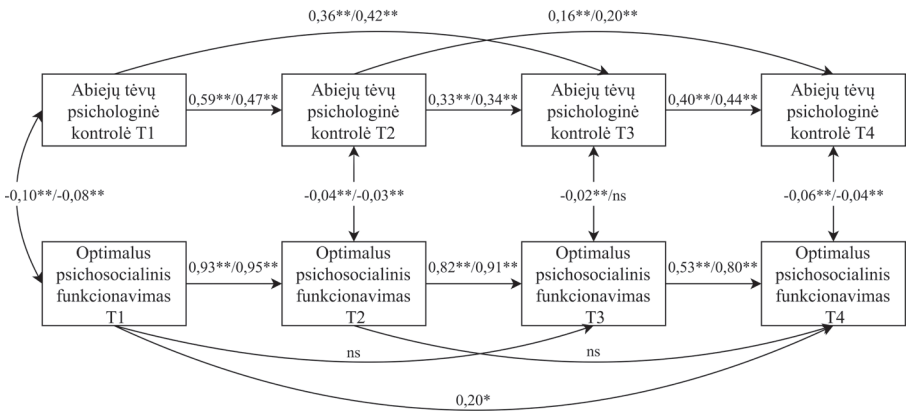 0,36**/0,42**
0,16**/0,20**
Abiejų tėvų
psichologinė
kontrolė T1
0,59**/0,47**
Abiejų tėvų
psichologinė
kontrolė T2
0,33**/0,34**
Abiejų tėvų
psichologinė
kontrolė T3
0,40**/0,44**
Abiejų tėvų
psichologinė
kontrolė T4
-0,10**/-0,08**
-0,04**/-0,03**
-0,02**/ns
-0,06**/-0,04**
Optimalus
psichosocialinis
funkcionavimas
T1
0,93**/0,95**
Optimalus
psichosocialinis
funkcionavimas
T2
0,82**/0,91**
Optimalus
psichosocialinis
funkcionavimas
T3
0,53**/0,80**
Optimalus
psichosocialinis
funkcionavimas
T4
ns
ns
0,20*